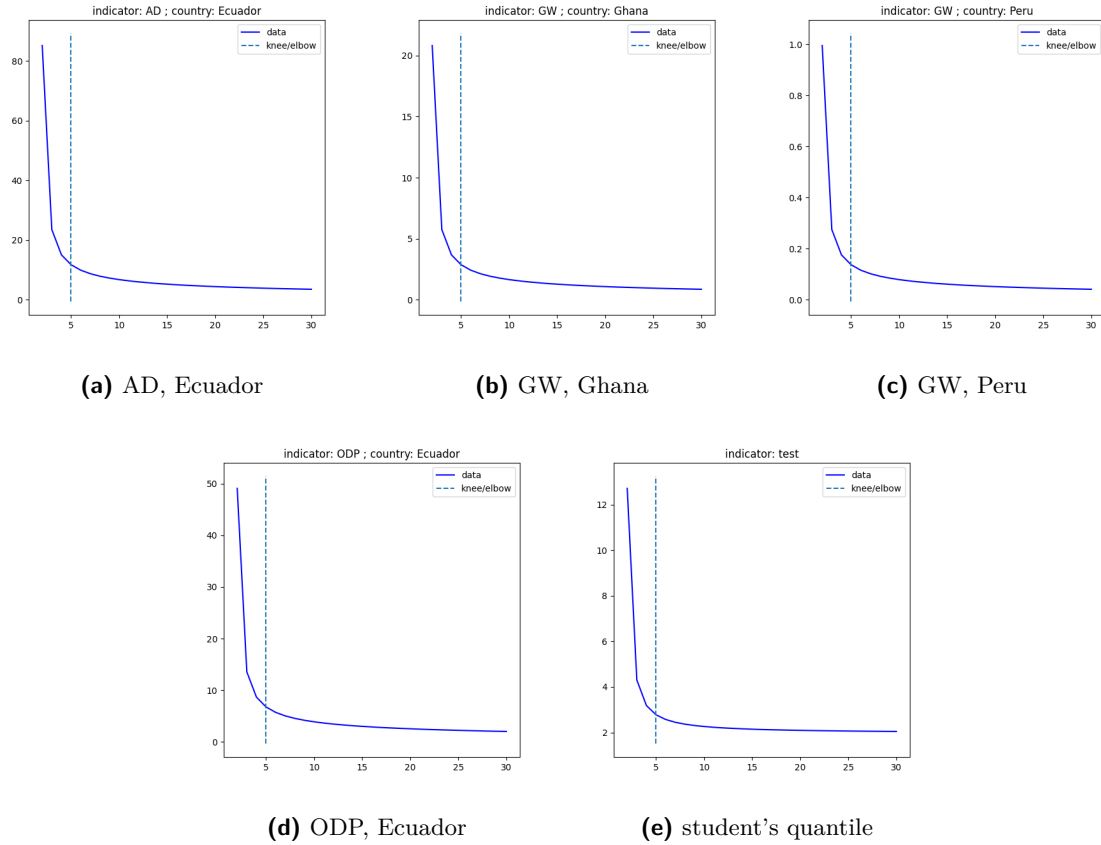 indicator: AD ; country: Ecuador
data
knee/elbow
80
60
40
20
0
5 10 15 20 25 30
(a) AD, Ecuador
indicator: GW ; country: Ghana
data
knee/elbow
20
15
10
5
0
5 10 15 20 25 30
(b) GW, Ghana
indicator: GW ; country: Peru
data
knee/elbow
1.0
0.8
0.6
0.4
0.2
0.0
5 10 15 20 25 30
(c) GW, Peru
indicator: ODP ; country: Ecuador
data
knee/elbow
50
40
30
20
10
0
5 10 15 20 25 30
(d) ODP, Ecuador
indicator: test
data
knee/elbow
12
10
8
6
4
2
5 10 15 20 25 30
(e) student's quantile